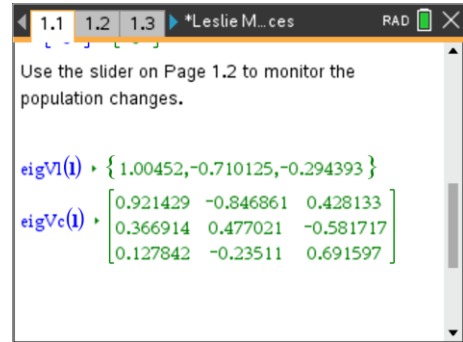 1.1 1.2 1.3 *Leslie M...ces RAD
Use the slider on Page 1.2 to monitor the
population changes.
eigVl(l) ▸ {1.00452,-0.710125,-0.294393}
eigVc(l) ▸ [0.921429 -0.846861 0.428133
0.366914 0.477021 -0.581717
0.127842 -0.23511 0.691597]